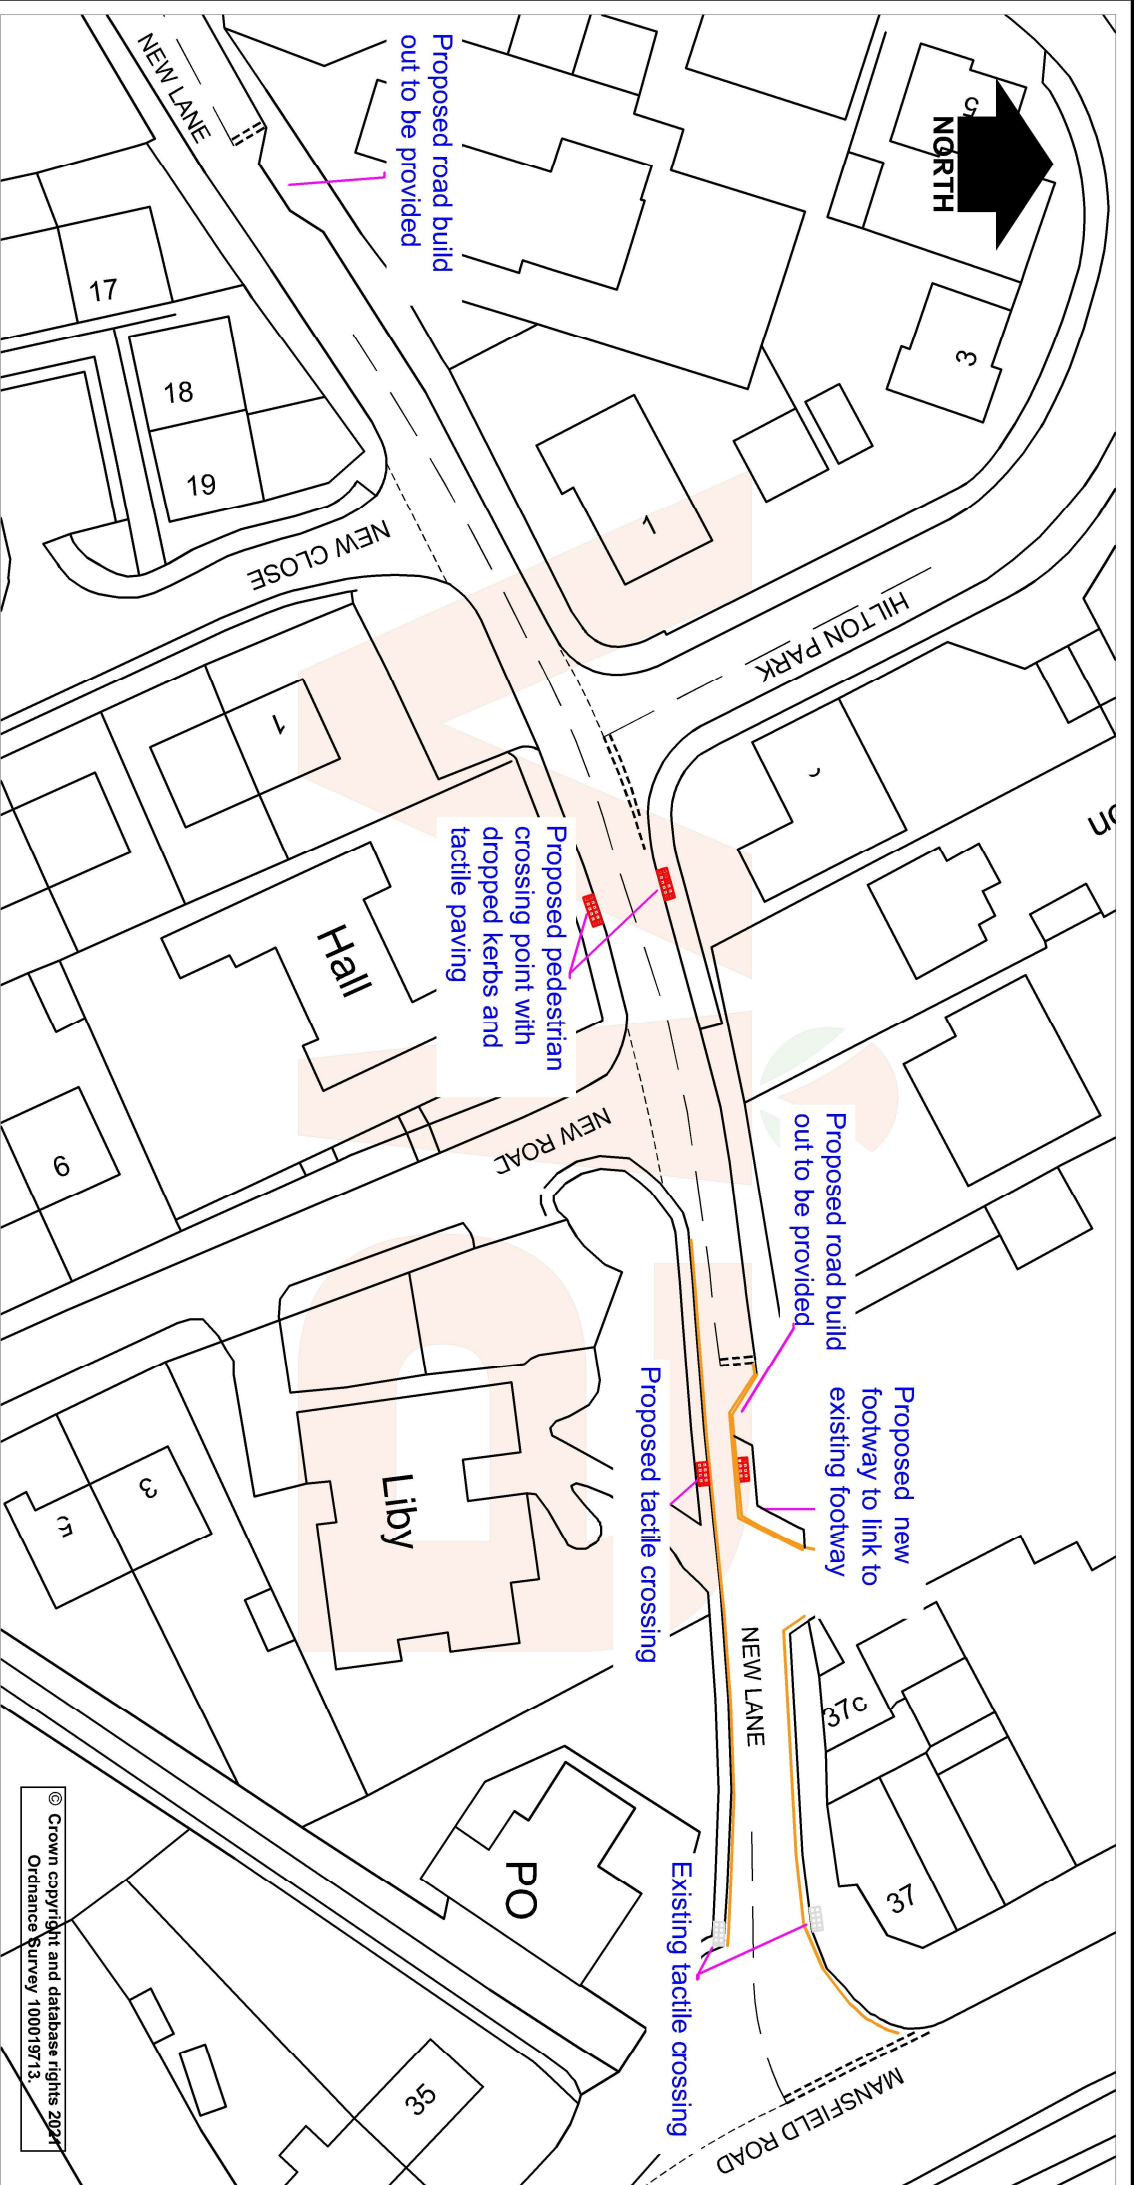 NORTH
5
3
1
HILTON PARK
NEW LANE
Proposed road build
out to be provided
17
18
19
NEW CLOSE
1
Hall
Proposed pedestrian
crossing point with
dropped kerbs and
tactile paving
6
NEW ROAD
Proposed road build
out to be provided
Proposed new
footway to link to
existing footway
Proposed tactile crossing
Liby
3
5
NEW LANE
37c
37
PO
Existing tactile crossing
35
MANSFIELD ROAD
© Crown copyright and database rights 2021
Ordnance Survey 100019713.